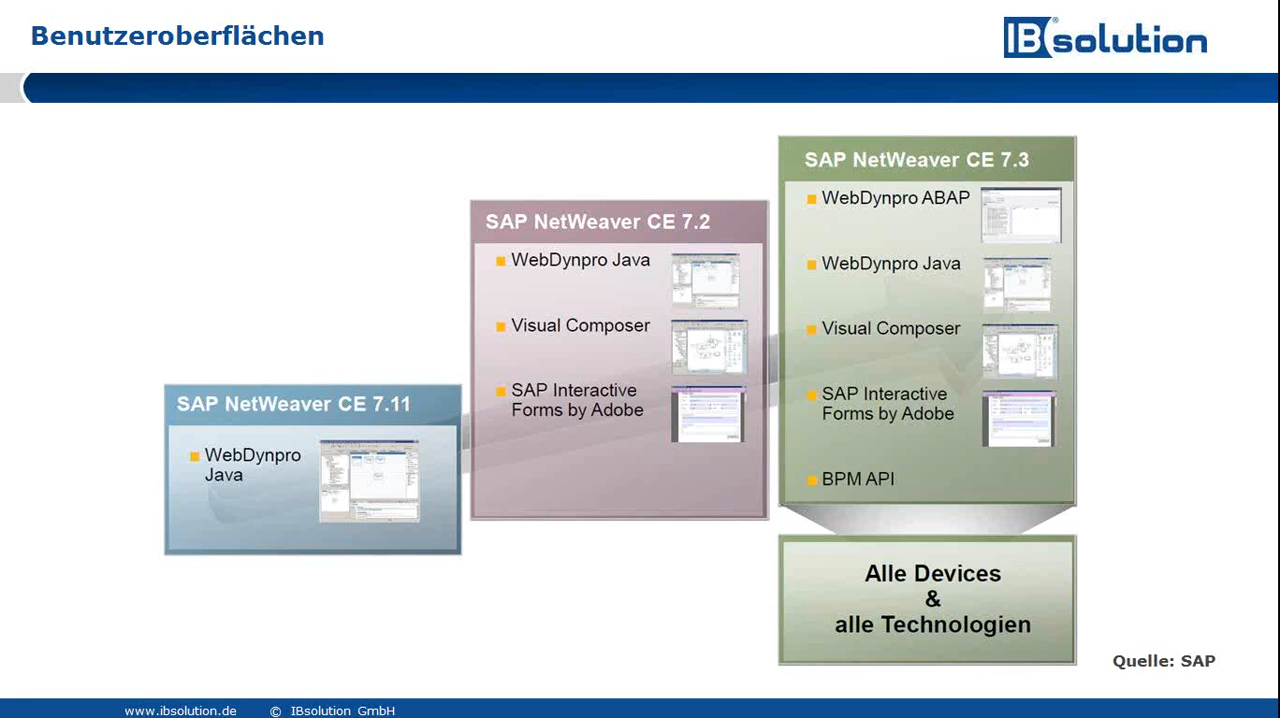 Benutzeroberflächen
IBsolution
SAP NetWeaver CE 7.3
WebDynpro ABAP
WebDynpro Java
Visual Composer
SAP Interactive
Forms by Adobe
BPM API
SAP NetWeaver CE 7.2
WebDynpro Java
Visual Composer
SAP Interactive
Forms by Adobe
SAP NetWeaver CE 7.11
WebDynpro
Java
Alle Devices
&
alle Technologien
Quelle: SAP
www.ibsolution.de © IBsolution GmbH